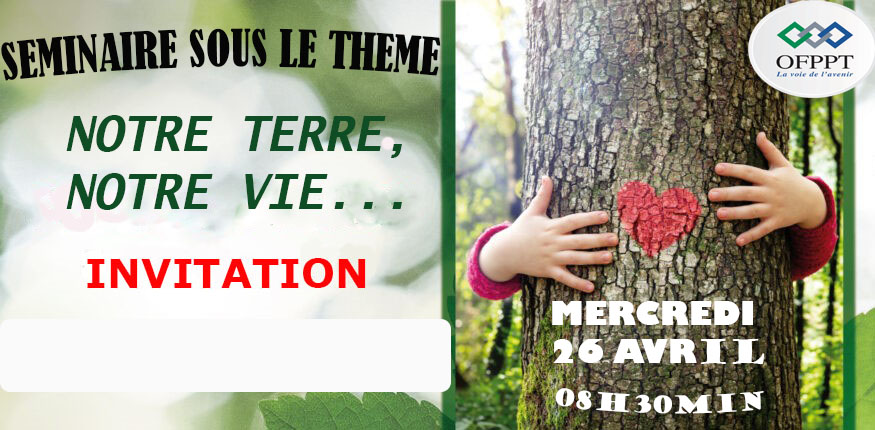 SEMINAIRE SOUS LE THEME
NOTRE TERRE,
NOTRE VIE...
INVITATION
OFPPT
La voie de l'avenir
MERCREDI
26 AVRIL
08H30MIN